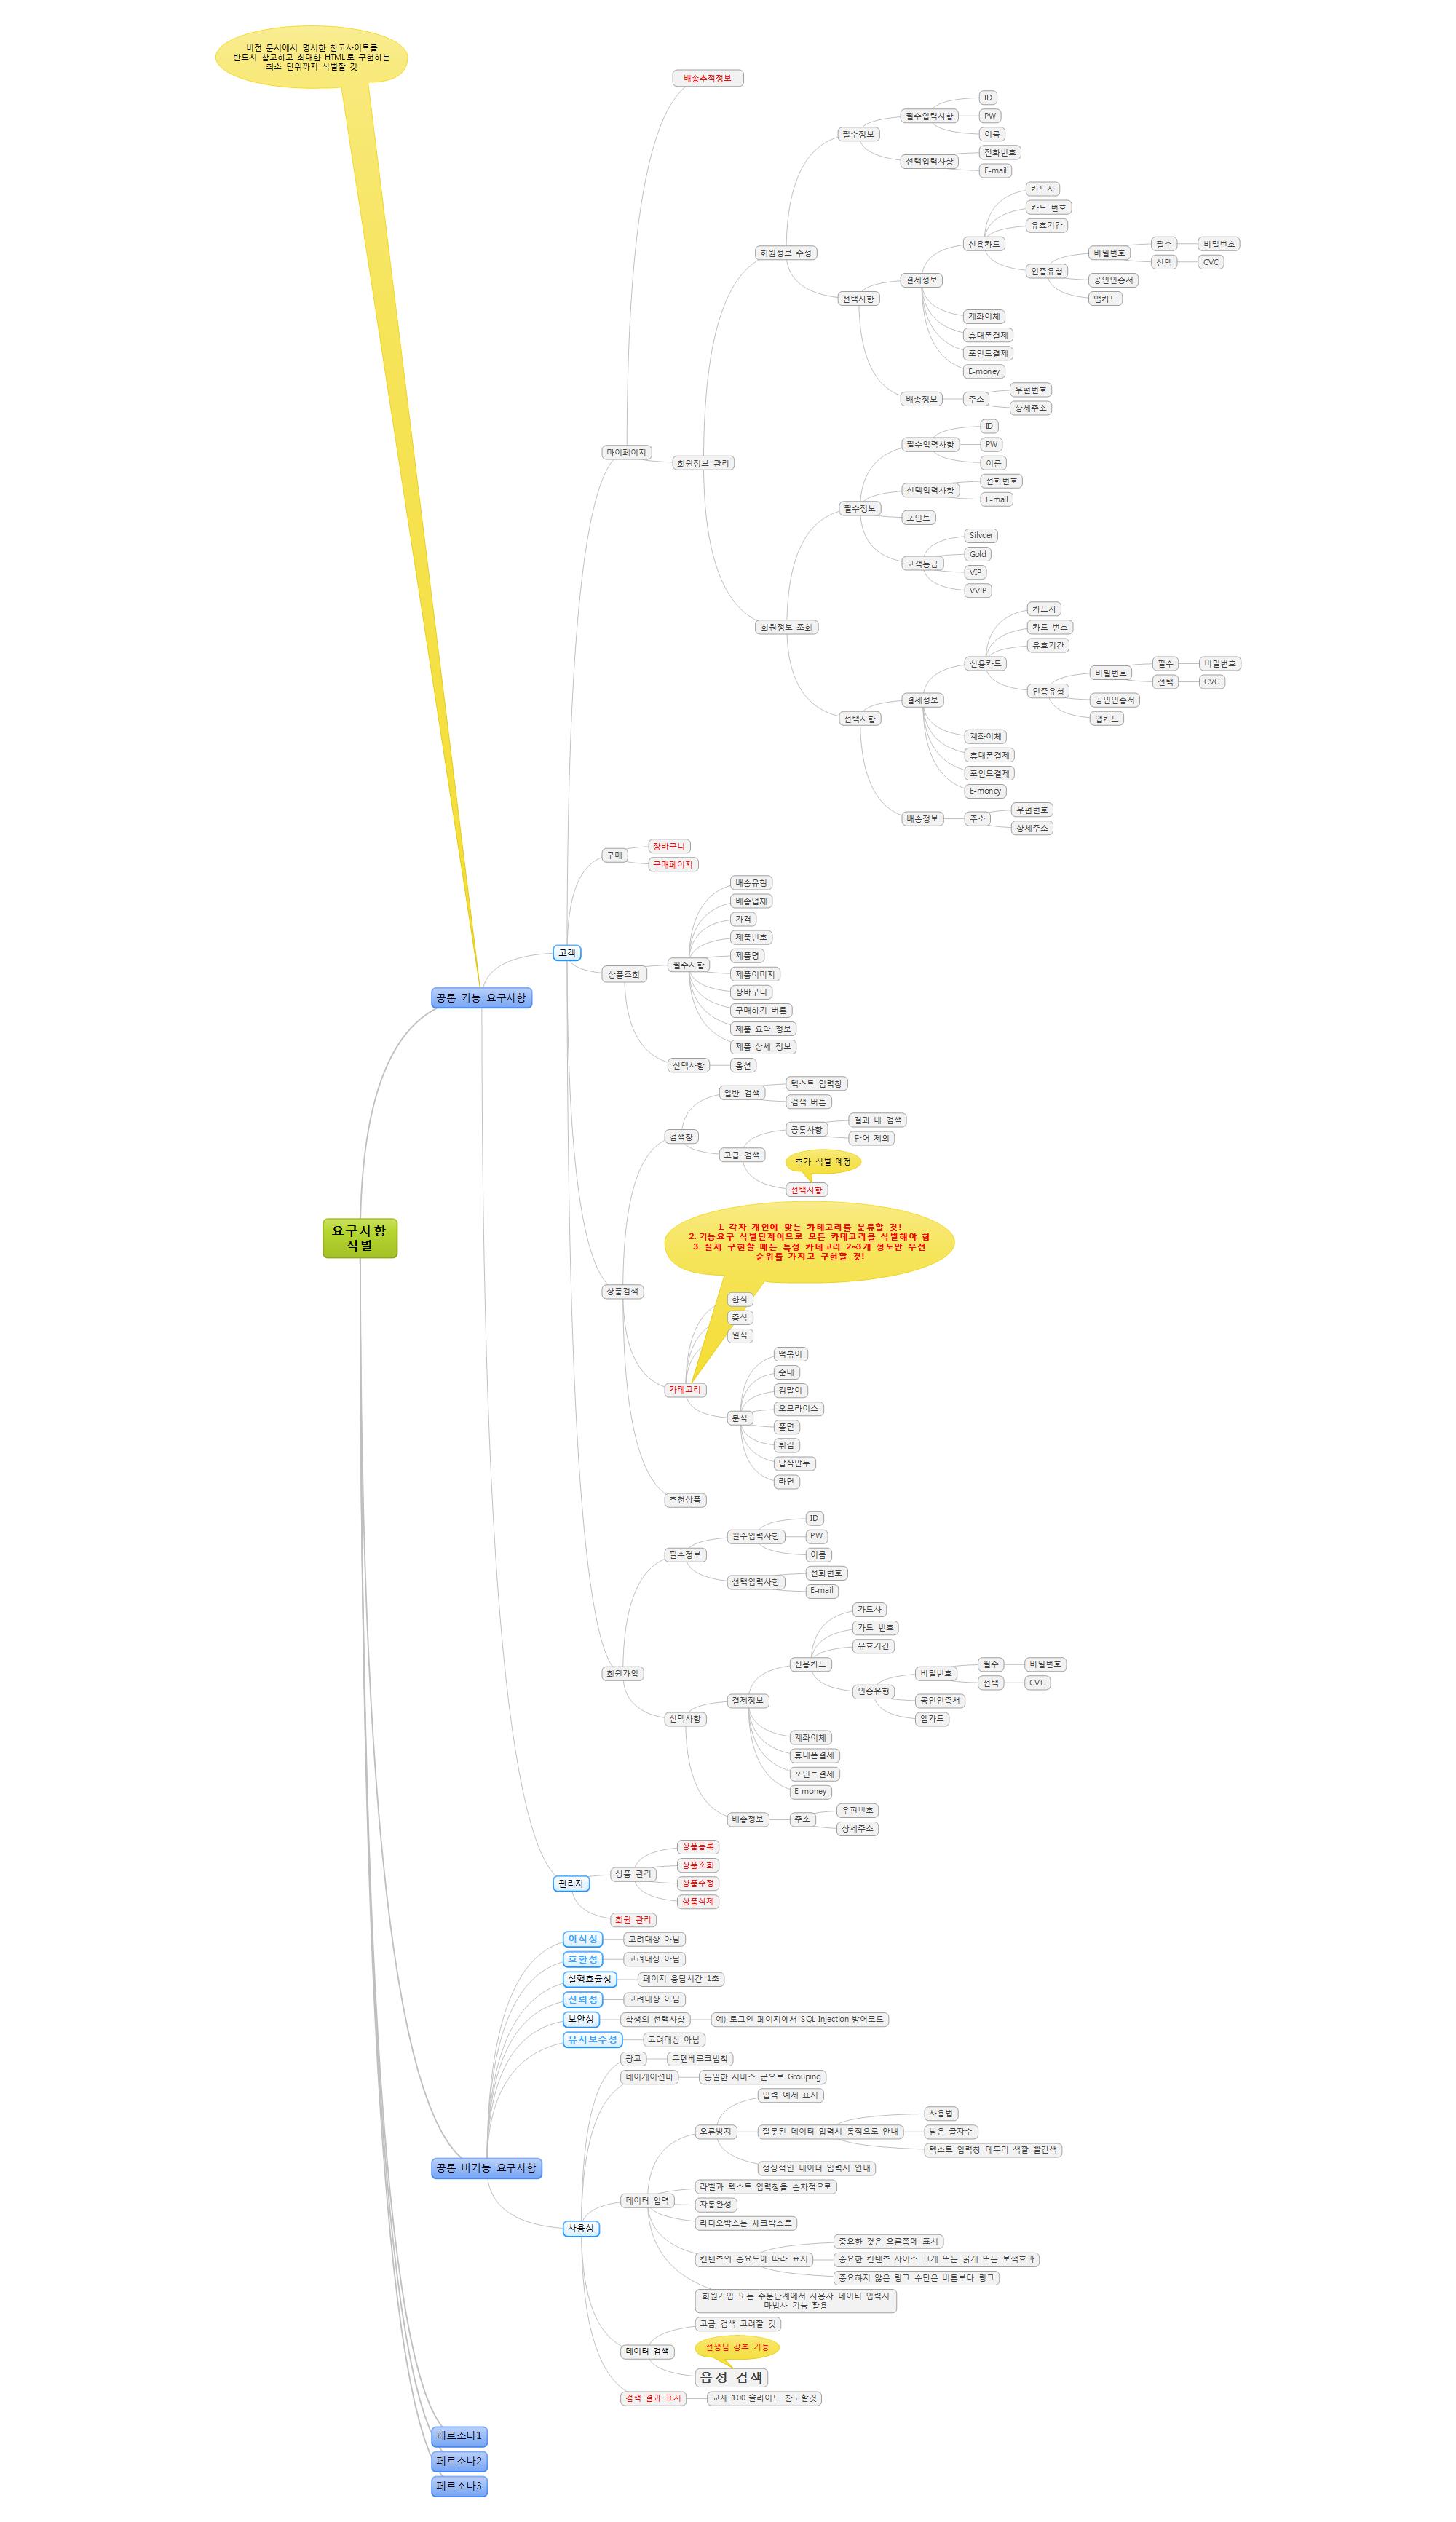 비전 문서에서 명시한 참고사이트를
반드시 참고하고 최대한 HTML로 구현하는
최소 단위까지 식별할 것
요구사항
식별
공통 기능 요구사항
고객
마이페이지
배송추적정보
회원정보 관리
회원정보 수정
필수정보
필수입력사항
ID
PW
이름
선택입력사항
전화번호
E-mail
선택사항
결제정보
신용카드
카드사
카드 번호
유효기간
인증유형
비밀번호
필수
비밀번호
선택
CVC
공인인증서
앱카드
계좌이체
휴대폰결제
포인트결제
E-money
배송정보
주소
우편번호
상세주소
회원정보 조회
필수정보
필수입력사항
ID
PW
이름
선택입력사항
전화번호
E-mail
포인트
고객등급
Silvcer
Gold
VIP
VVIP
선택사항
결제정보
신용카드
카드사
카드 번호
유효기간
인증유형
비밀번호
필수
비밀번호
선택
CVC
공인인증서
앱카드
계좌이체
휴대폰결제
포인트결제
E-money
배송정보
주소
우편번호
상세주소
구매
장바구니
구매페이지
상품조회
필수사항
배송유형
배송업체
가격
제품번호
제품명
제품이미지
장바구니
구매하기 버튼
제품 요약 정보
제품 상세 정보
선택사항
옵션
상품검색
검색창
일반 검색
텍스트 입력창
검색 버튼
고급 검색
공통사항
결과 내 검색
단어 제외
추가 식별 예정
선택사항
1. 각자 개인에 맞는 카테고리를 분류할 것!
2. 기능요구 식별단계이므로 모든 카테고리를 식별해야 함
3. 실제 구현할 때는 특정 카테고리 2~3개 정도만 우선
순위를 가지고 구현할 것!
카테고리
한식
중식
일식
분식
떡볶이
순대
김말이
오므라이스
쫄면
튀김
납작만두
라면
추천상품
회원가입
필수정보
필수입력사항
ID
PW
이름
선택입력사항
전화번호
E-mail
선택사항
결제정보
신용카드
카드사
카드 번호
유효기간
인증유형
비밀번호
필수
비밀번호
선택
CVC
공인인증서
앱카드
계좌이체
휴대폰결제
포인트결제
E-money
배송정보
주소
우편번호
상세주소
관리자
상품 관리
상품등록
상품조회
상품수정
상품삭제
회원 관리
공통 비기능 요구사항
이식성
고려대상 아님
호환성
고려대상 아님
실행효율성
페이지 응답시간 1초
신뢰성
고려대상 아님
보안성
학생의 선택사항
예) 로그인 페이지에서 SQL Injection 방어코드
유지보수성
고려대상 아님
사용성
광고
쿠텐베르크법칙
네이게이션바
동일한 서비스 군으로 Grouping
데이터 입력
오류방지
입력 예제 표시
잘못된 데이터 입력시 동적으로 안내
사용법
남은 글자수
텍스트 입력창 테두리 색깔 빨간색
정상적인 데이터 입력시 안내
라벨과 텍스트 입력창을 순차적으로
자동완성
라디오박스는 체크박스로
컨텐츠의 중요도에 따라 표시
중요한 것은 오른쪽에 표시
중요한 컨텐츠 사이즈 크게 또는 굵게 또는 보색효과
중요하지 않은 링크 수단은 버튼보다 링크
회원가입 또는 주문단계에서 사용자 데이터 입력시
마법사 기능 활용
데이터 검색
고급 검색 고려할 것
선생님 강추 기능
음성 검색
검색 결과 표시
교재 100 슬라이드 참고할것
페르소나1
페르소나2
페르소나3